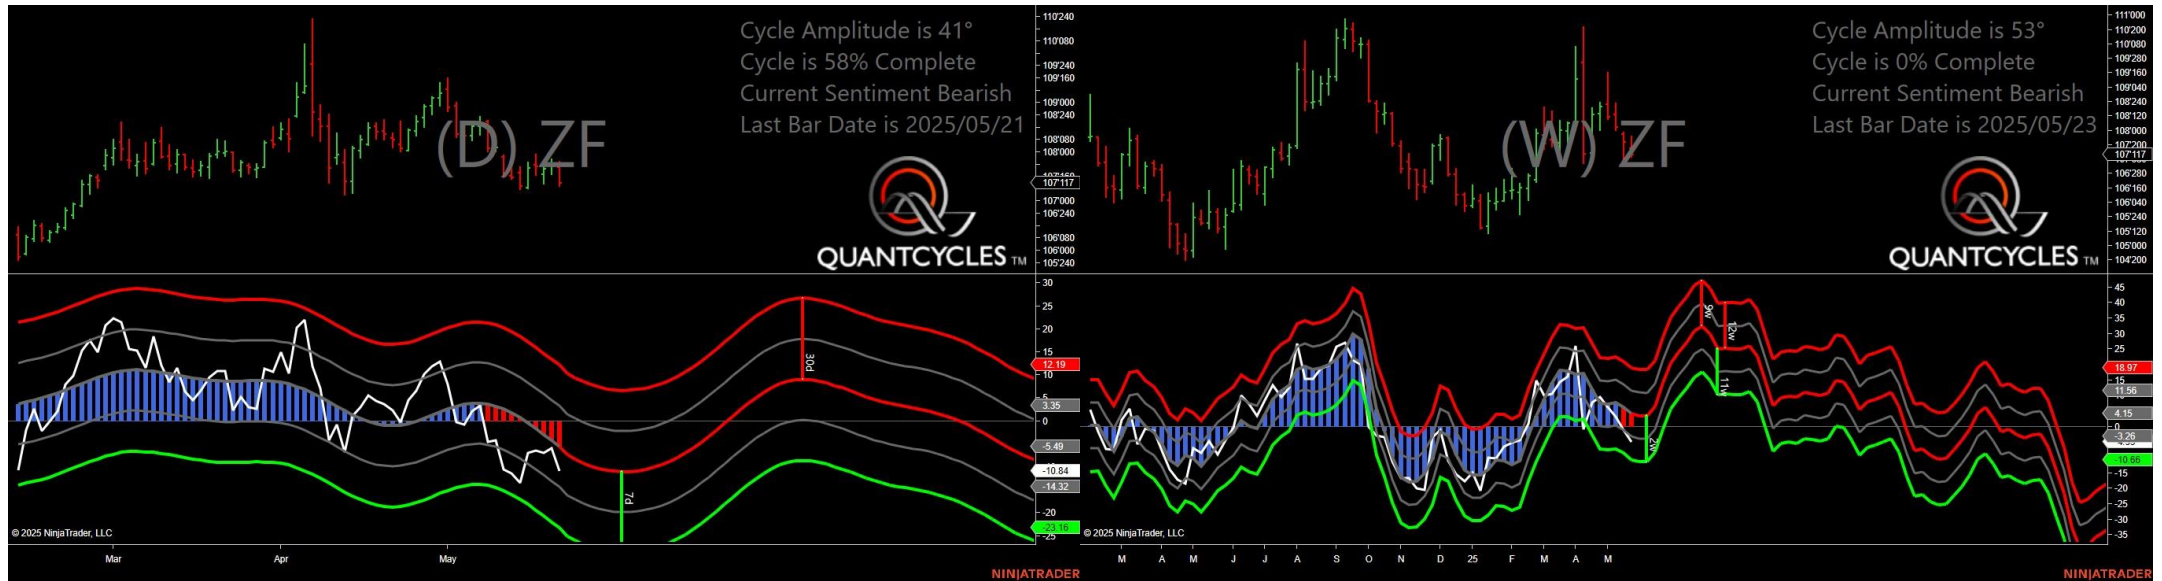 Cycle Amplitude is 41°
Cycle is 58% Complete
Current Sentiment Bearish
Last Bar Date is 2025/05/21
(D) ZF
QUANTCYCLES TM
110'240
110'080
109'240
109'160
109'000
108'240
108'080
108'000
107'117
107'000
106'240
106'080
106'000
105'240
30
25
20
15
12.19
10
5
3.35
0
-5.49
-10.84
-14.32
-20
-23.16
-25
30d
7d
© 2025 NinjaTrader, LLC
Mar
Apr
May
NINJATRADER
Cycle Amplitude is 53°
Cycle is 0% Complete
Current Sentiment Bearish
Last Bar Date is 2025/05/23
(W) ZF
QUANTCYCLES TM
111'000
110'200
110'080
109'280
109'160
109'040
108'240
108'120
108'000
107'200
107'117
106'280
106'160
106'040
105'240
105'120
105'000
104'200
45
40
35
30
25
18.97
15
11.56
4.15
0
-3.26
-10.66
-15
-20
-25
-30
-35
9w
12w
11w
2w
© 2025 NinjaTrader, LLC
M A M J J A S O N D 25 F M A M
NINJATRADER